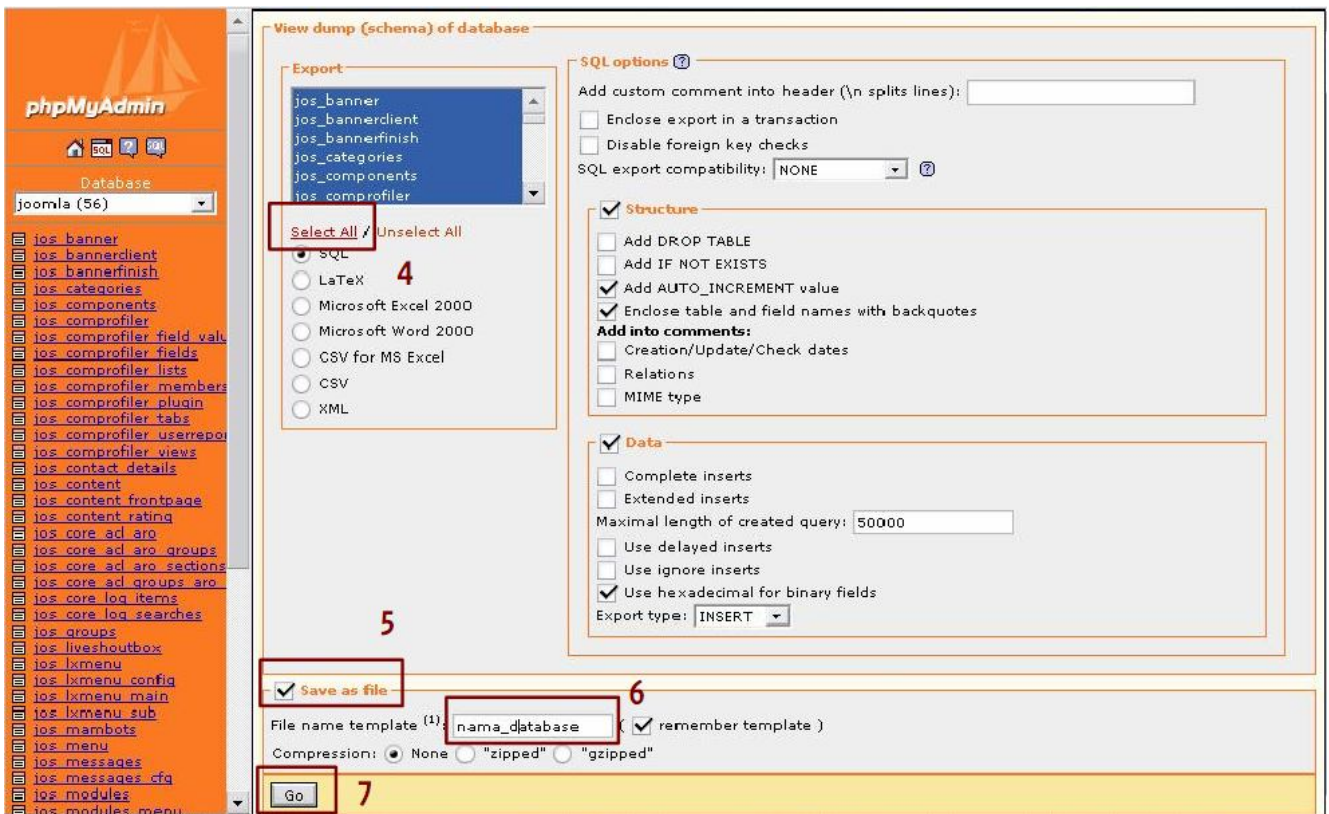 phpMyAdmin
SQL
SQL
Database
joomla (56)
jos_banner
jos_bannerclient
jos_bannerfinish
jos_categories
jos_components
jos_comprofiler
jos_comprofiler_field_valu
jos_comprofiler_fields
jos_comprofiler_lists
jos_comprofiler_members
jos_comprofiler_plugin
jos_comprofiler_tabs
jos_comprofiler_userrepor
jos_comprofiler_views
jos_contact_details
jos_content
jos_content_frontpage
jos_content_rating
jos_core_acl_aro
jos_core_acl_aro_groups
jos_core_acl_aro_sections
jos_core_acl_groups_aro_
jos_core_log_items
jos_core_log_searches
jos_groups
jos_liveshoutbox
jos_lxmenu
jos_lxmenu_config
jos_lxmenu_main
jos_lxmenu_sub
jos_mambots
jos_menu
jos_messages
jos_messages_cfg
jos_modules
jos_modules_menu
View dump (schema) of database
Export
jos_banner
jos_bannerclient
jos_bannerfinish
jos_categories
jos_components
jos_comprofiler
Select All / Unselect All
4
SQL
LaTeX
Microsoft Excel 2000
Microsoft Word 2000
CSV for MS Excel
CSV
XML
SQL options ?
Add custom comment into header (\n splits lines):
Enclose export in a transaction
Disable foreign key checks
SQL export compatibility: NONE ?
Structure
Add DROP TABLE
Add IF NOT EXISTS
Add AUTO_INCREMENT value
Enclose table and field names with backquotes
Add into comments:
Creation/Update/Check dates
Relations
MIME type
Data
Complete inserts
Extended inserts
Maximal length of created query: 50000
Use delayed inserts
Use ignore inserts
Use hexadecimal for binary fields
Export type: INSERT
5
Save as file
6
File name template (1): nama_database ( remember template )
Compression: None "zipped" "gzipped"
Go
7